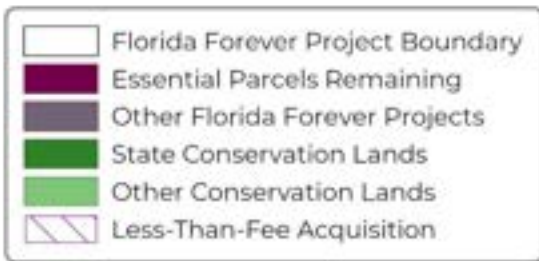 Florida Forever Project Boundary
Essential Parcels Remaining
Other Florida Forever Projects
State Conservation Lands
Other Conservation Lands
Less-Than-Fee Acquisition